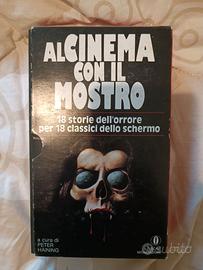 AL CINEMA
CON IL
MOSTRO
18 storie dell'orrore
per 18 classici dello schermo
a cura di
PETER
HAINING
subito